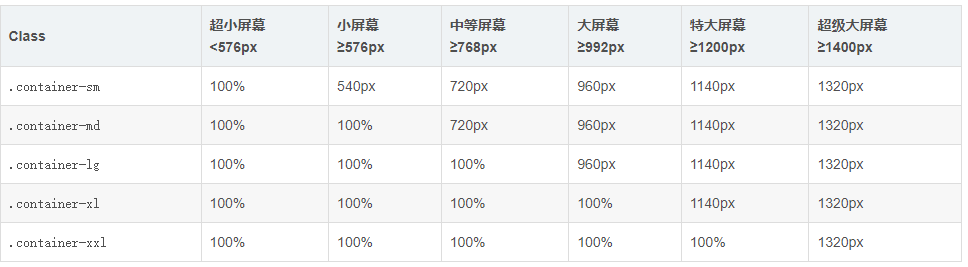 Class 超小屏幕 小屏幕 中等屏幕 大屏幕 特大屏幕 超级大屏幕
<576px ≥576px ≥768px ≥992px ≥1200px ≥1400px
.container-sm 100% 540px 720px 960px 1140px 1320px
.container-md 100% 100% 720px 960px 1140px 1320px
.container-lg 100% 100% 100% 960px 1140px 1320px
.container-xl 100% 100% 100% 100% 1140px 1320px
.container-xxl 100% 100% 100% 100% 100% 1320px